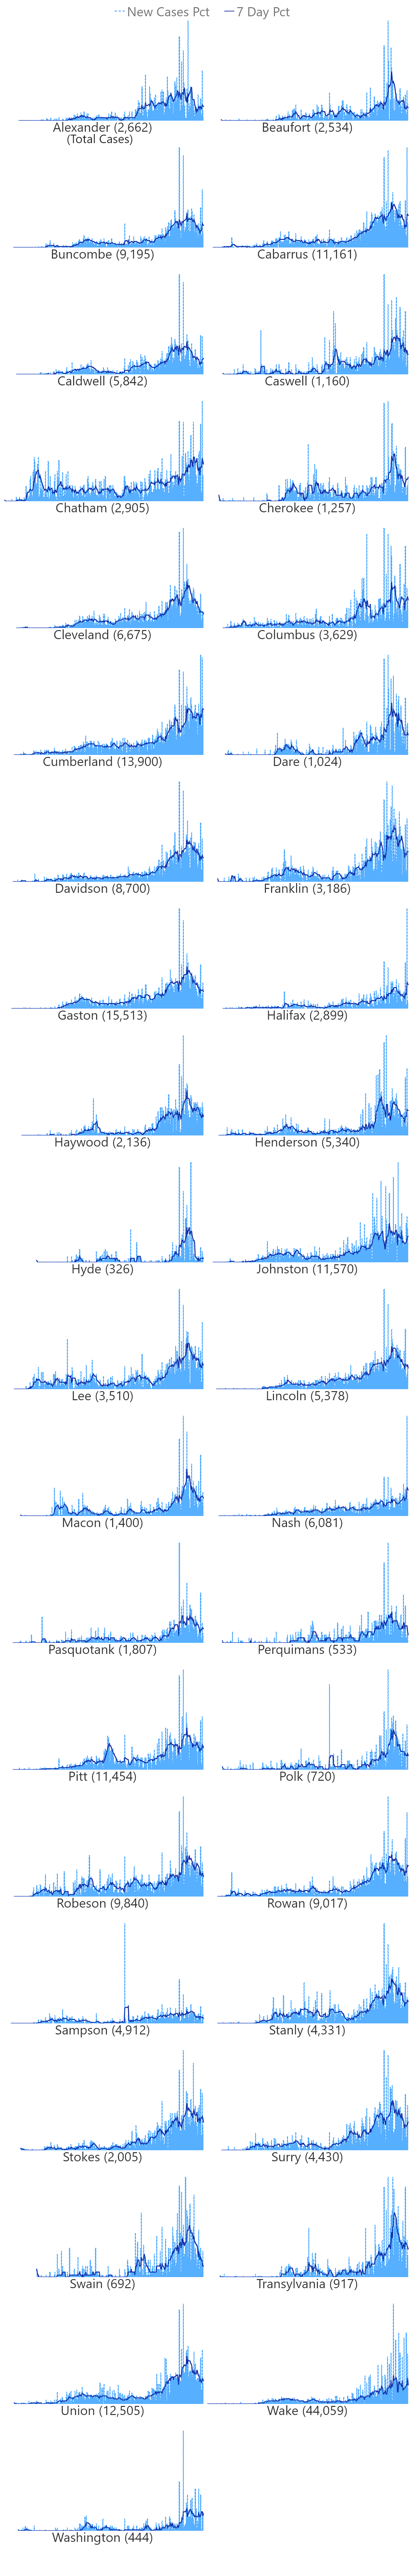 New Cases Pct 7 Day Pct
Alexander (2,662)
(Total Cases)
Beaufort (2,534)
Buncombe (9,195)
Cabarrus (11,161)
Caldwell (5,842)
Caswell (1,160)
Chatham (2,905)
Cherokee (1,257)
Cleveland (6,675)
Columbus (3,629)
Cumberland (13,900)
Dare (1,024)
Davidson (8,700)
Franklin (3,186)
Gaston (15,513)
Halifax (2,899)
Haywood (2,136)
Henderson (5,340)
Hyde (326)
Johnston (11,570)
Lee (3,510)
Lincoln (5,378)
Macon (1,400)
Nash (6,081)
Pasquotank (1,807)
Perquimans (533)
Pitt (11,454)
Polk (720)
Robeson (9,840)
Rowan (9,017)
Sampson (4,912)
Stanly (4,331)
Stokes (2,005)
Surry (4,430)
Swain (692)
Transylvania (917)
Union (12,505)
Wake (44,059)
Washington (444)